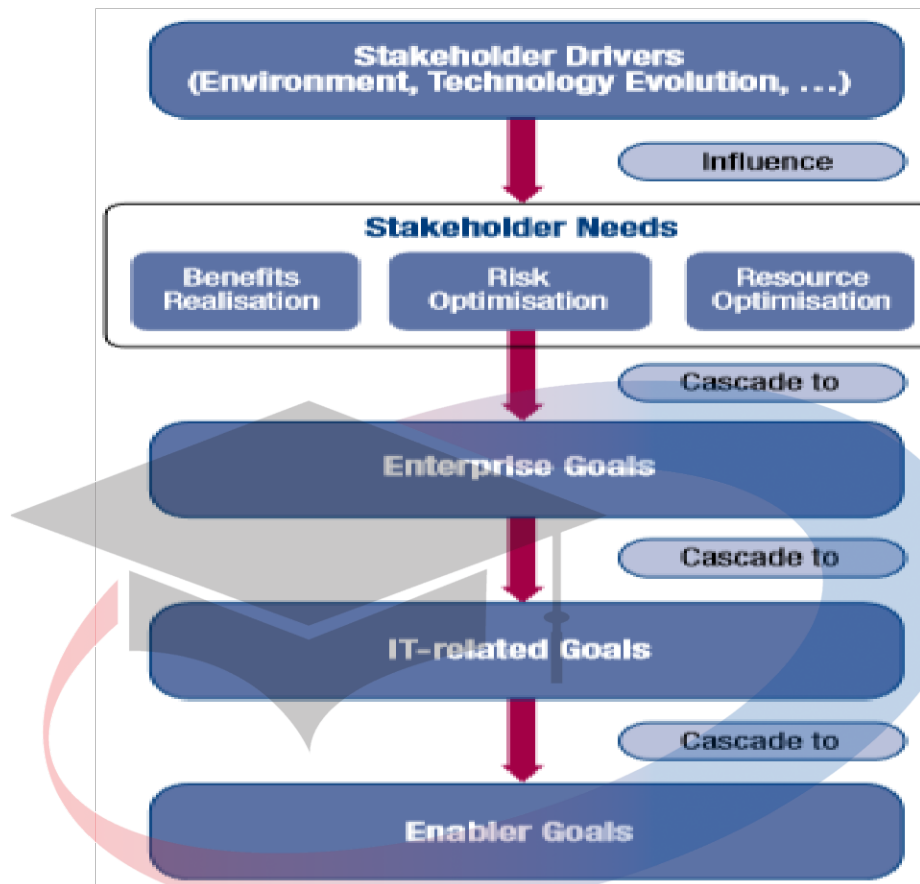 Stakeholder Drivers
(Environment, Technology Evolution, …)
Influence
Stakeholder Needs
Benefits
Realisation
Risk
Optimisation
Resource
Optimisation
Cascade to
Enterprise Goals
Cascade to
IT-related Goals
Cascade to
Enabler Goals